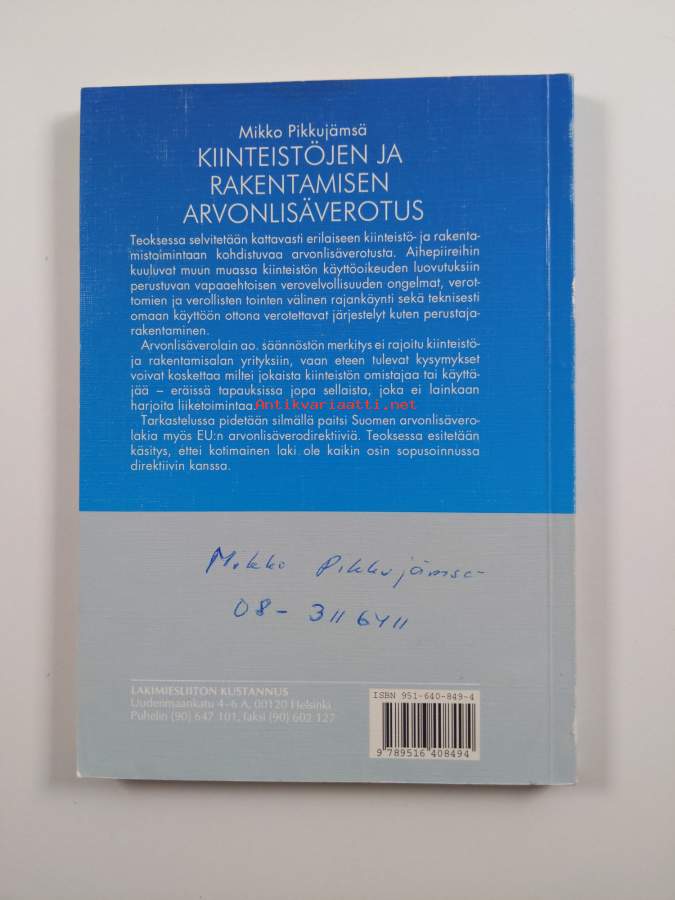 Mikko Pikkujämsä
KIINTEISTÖJEN JA
RAKENTAMISEN
ARVONLISÄVEROTUS
Teoksessa selvitetään kattavasti erilaiseen kiinteistö- ja rakenta-
mistoimintaan kohdistuvaa arvonlisäverotusta. Aihepiireihin
kuuluvat muun muassa kiinteistön käyttöoikeuden luovutuksiin
perustuvan vapaaehtoisen verovelvollisuuden ongelmat, verot-
tomien ja verollisten tointen välinen rajankäynti sekä teknisesti
omaan käyttöön ottona verotettavat järjestelyt kuten perustaja-
rakentaminen.
Arvonlisäverolain ao. säännöstön merkitys ei rajoitu kiinteistö-
ja rakentamisalan yrityksiin, vaan eteen tulevat kysymykset
voivat koskettaa miltei jokaista kiinteistön omistajaa tai käyttä-
jää – eräissä tapauksissa jopa sellaista, joka ei lainkaan
harjoita liiketoimintaa.
Antikvariaatti.net
Tarkastelussa pidetään silmällä paitsi Suomen arvonlisävero-
lakia myös EU:n arvonlisäverodirektiiviä. Teoksessa esitetään
käsitys, ettei kotimainen laki ole kaikin osin sopusoinnussa
direktiivin kanssa.
Mikko Pikkujämsä
08- 311 6411
LAKIMIESLIITON KUSTANNUS
Uudenmaankatu 4–6 A, 00120 Helsinki
Puhelin (90) 647 101, faksi (90) 602 127
ISBN 951-640-849-4
9 789516 408494